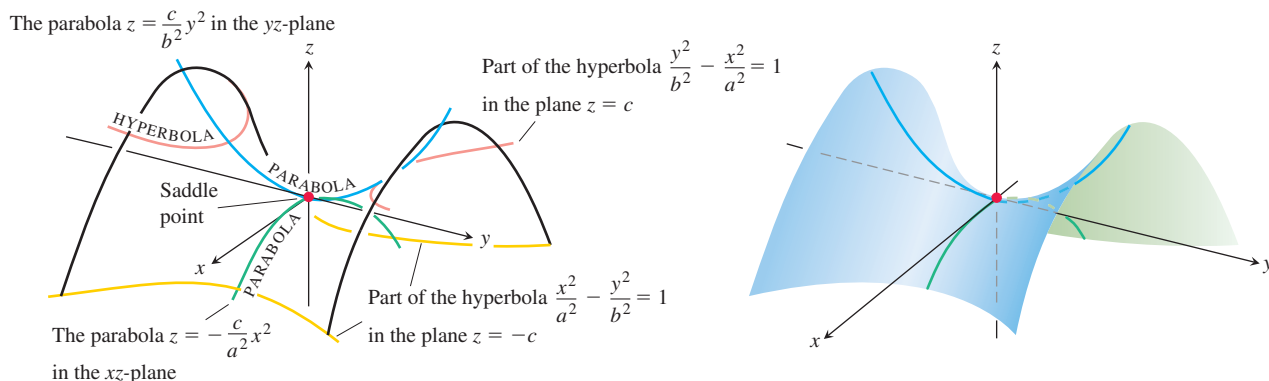 The parabola z = c/b² y² in the yz-plane
z
Part of the hyperbola y²/b² − x²/a² = 1
in the plane z = c
HYPERBOLA
PARABOLA
Saddle
point
y
x
PARABOLA
Part of the hyperbola x²/a² − y²/b² = 1
in the plane z = −c
The parabola z = − c/a² x²
in the xz-plane
z
y
x